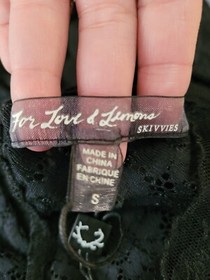 For Love & Lemons
SKIVVIES
MADE IN
CHINA
FABRIQUÉ
EN CHINE
S